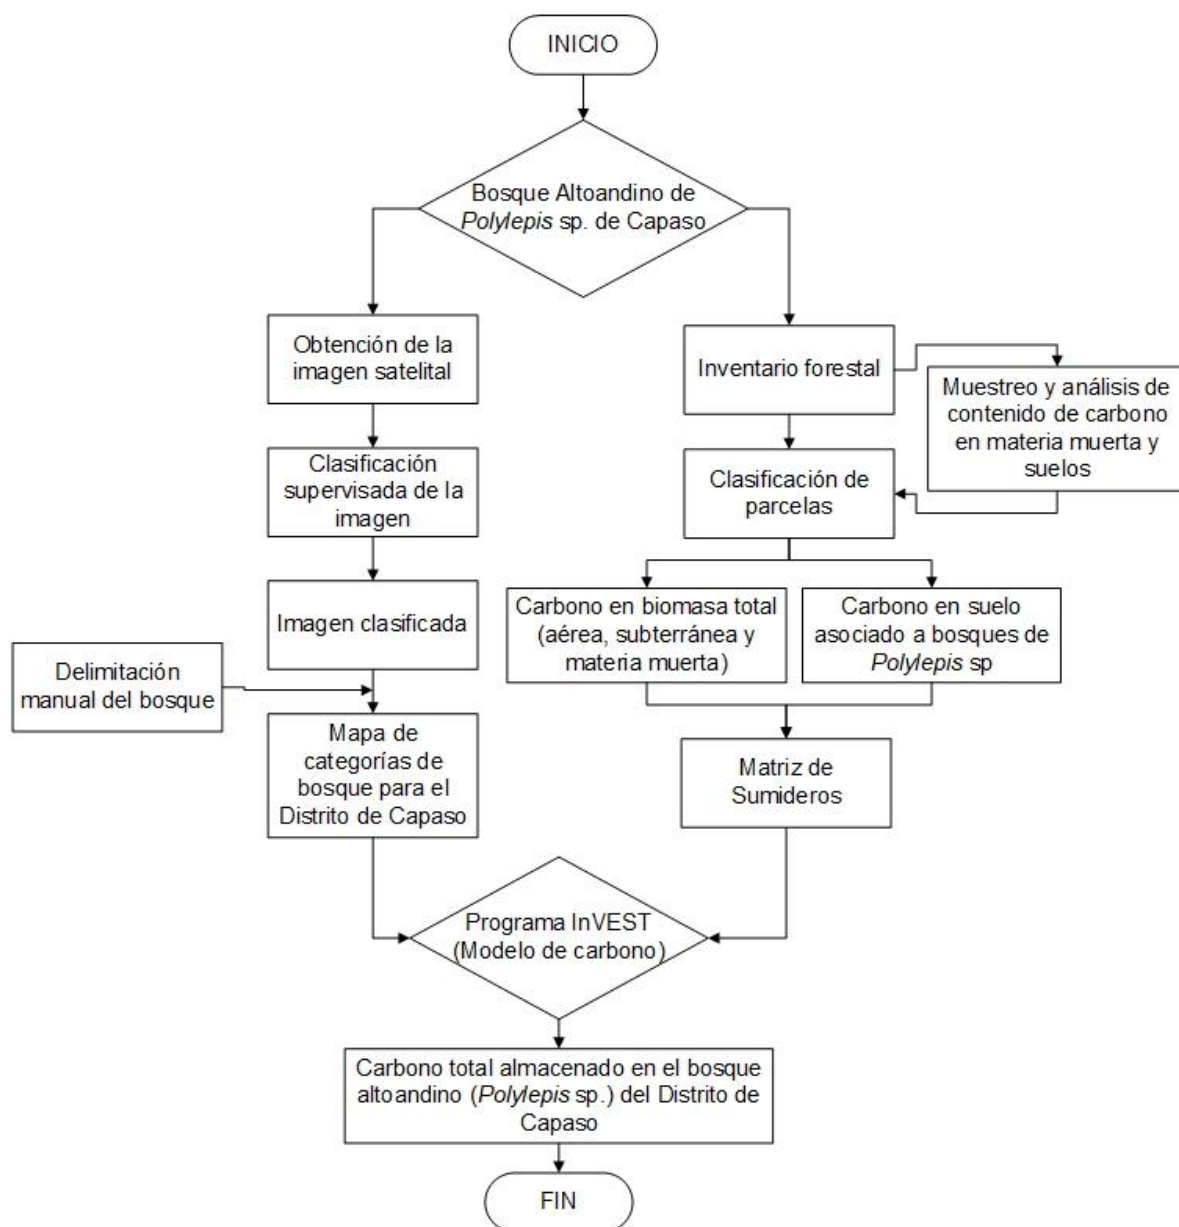 INICIO
Bosque Altoandino de
Polylepis sp. de Capaso
Obtención de la
imagen satelital
Inventario forestal
Muestreo y análisis de
contenido de carbono
en materia muerta y
suelos
Clasificación
supervisada de la
imagen
Clasificación de
parcelas
Imagen clasificada
Carbono en biomasa total
(aérea, subterránea y
materia muerta)
Carbono en suelo
asociado a bosques de
Polylepis sp
Delimitación
manual del bosque
Mapa de
categorías de
bosque para el
Distrito de Capaso
Matriz de
Sumideros
Programa InVEST
(Modelo de carbono)
Carbono total almacenado en el bosque
altoandino (Polylepis sp.) del Distrito de
Capaso
FIN